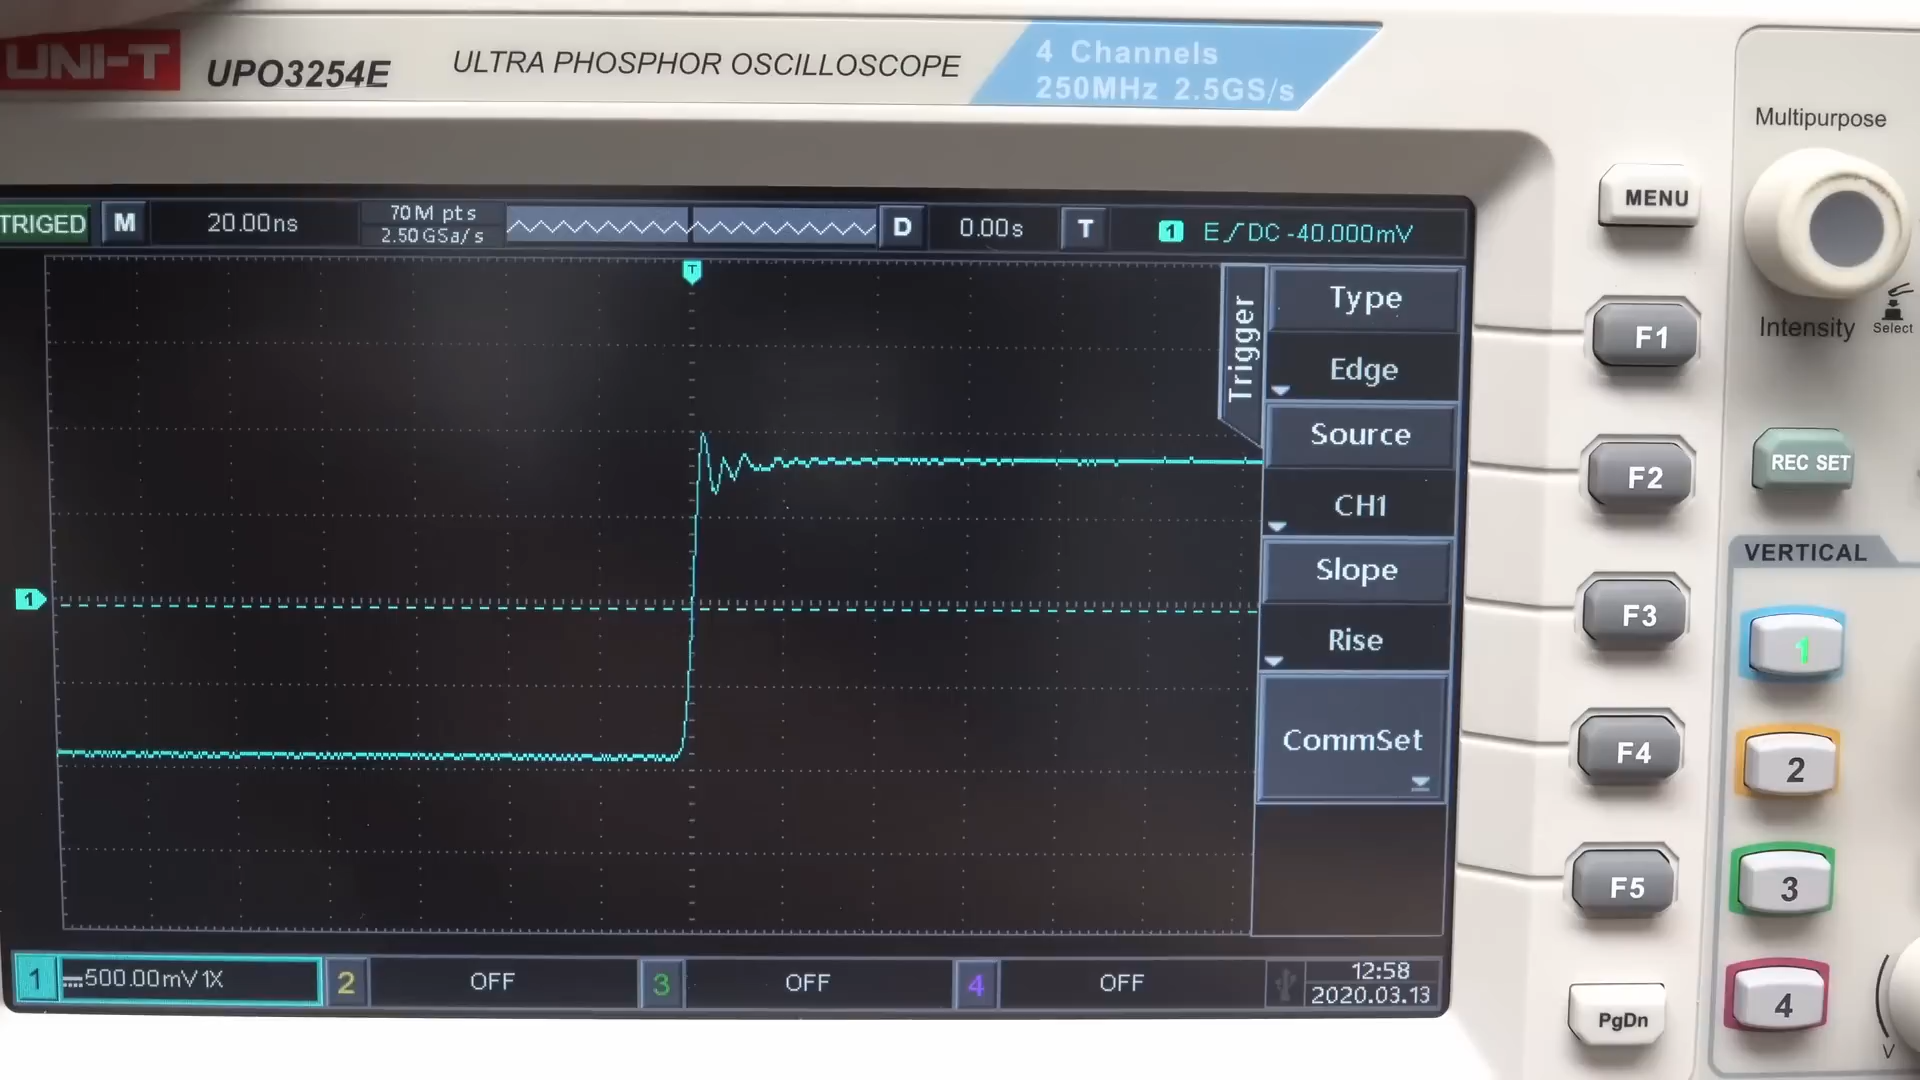 UNI-T UPO3254E ULTRA PHOSPHOR OSCILLOSCOPE
4 Channels
250MHz 2.5GS/s
Multipurpose
MENU
TRIGED M 20.00ns
70M pts
2.50 GSa/s
D 0.00s T 1 E DC -40.000mV
T
Trigger
Type
Edge
Source
CH1
Slope
Rise
CommSet
F1
F2
F3
F4
F5
PgDn
Intensity
Select
REC SET
VERTICAL
1
2
3
4
V
1
1 500.00mV 1X 2 OFF 3 OFF 4 OFF
12:58
2020.03.13